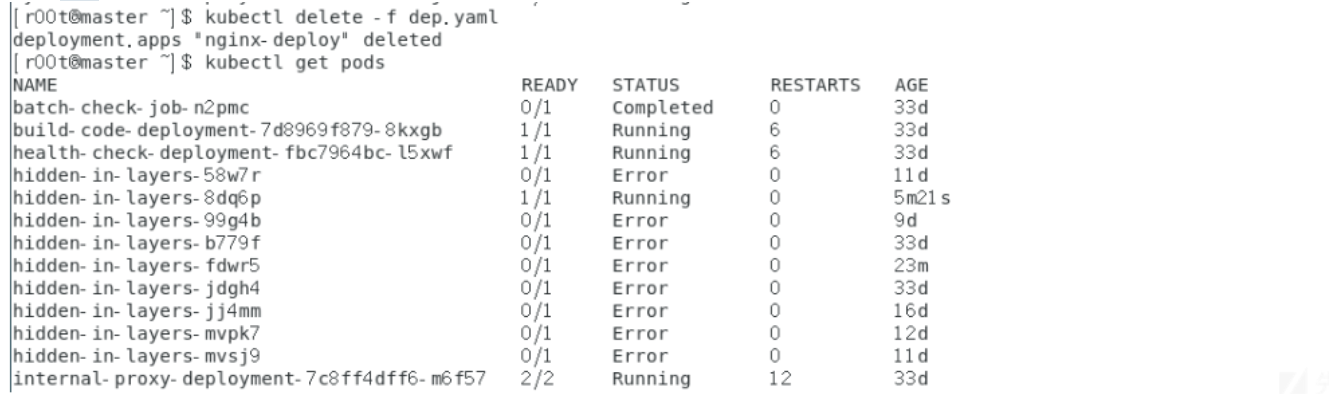 [r00t@master ~]$ kubectl delete -f dep.yaml
deployment.apps "nginx-deploy" deleted
[r00t@master ~]$ kubectl get pods
NAME READY STATUS RESTARTS AGE
batch-check-job-n2pmc 0/1 Completed 0 33d
build-code-deployment-7d8969f879-8kxgb 1/1 Running 6 33d
health-check-deployment-fbc7964bc-l5xwf 1/1 Running 6 33d
hidden-in-layers-58w7r 0/1 Error 0 11d
hidden-in-layers-8dq6p 1/1 Running 0 5m21s
hidden-in-layers-99g4b 0/1 Error 0 9d
hidden-in-layers-b779f 0/1 Error 0 33d
hidden-in-layers-fdwr5 0/1 Error 0 23m
hidden-in-layers-jdgh4 0/1 Error 0 33d
hidden-in-layers-jj4mm 0/1 Error 0 16d
hidden-in-layers-mvpk7 0/1 Error 0 12d
hidden-in-layers-mvsj9 0/1 Error 0 11d
internal-proxy-deployment-7c8ff4dff6-m6f57 2/2 Running 12 33d